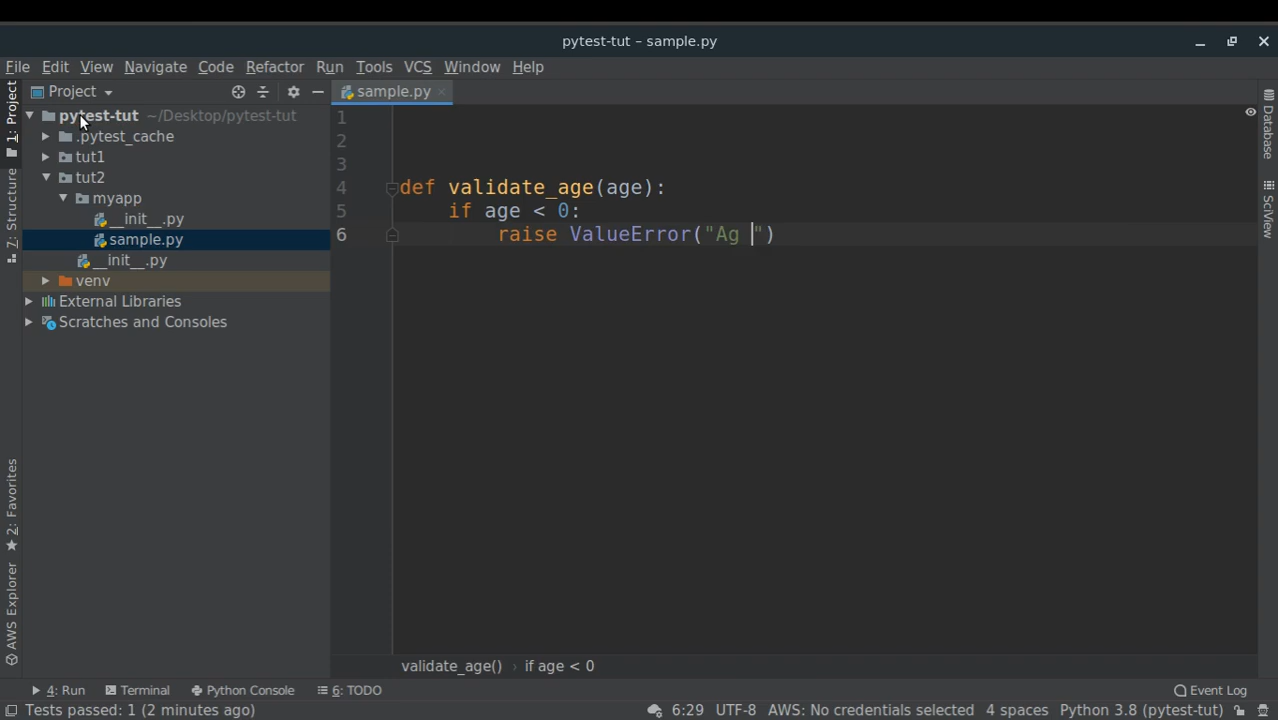 pytest-tut – sample.py
File Edit View Navigate Code Refactor Run Tools VCS Window Help
1: Project
7: Structure
2: Favorites
AWS Explorer
Project
pytest-tut ~/Desktop/pytest-tut
.pytest_cache
tut1
tut2
myapp
__init__.py
sample.py
__init__.py
venv
External Libraries
Scratches and Consoles
sample.py
1
2
3
4 def validate_age(age):
5 if age < 0:
6 raise ValueError("Ag ")
Database
SciView
validate_age() › if age < 0
4: Run Terminal Python Console 6: TODO Event Log
Tests passed: 1 (2 minutes ago) 6:29 UTF-8 AWS: No credentials selected 4 spaces Python 3.8 (pytest-tut)